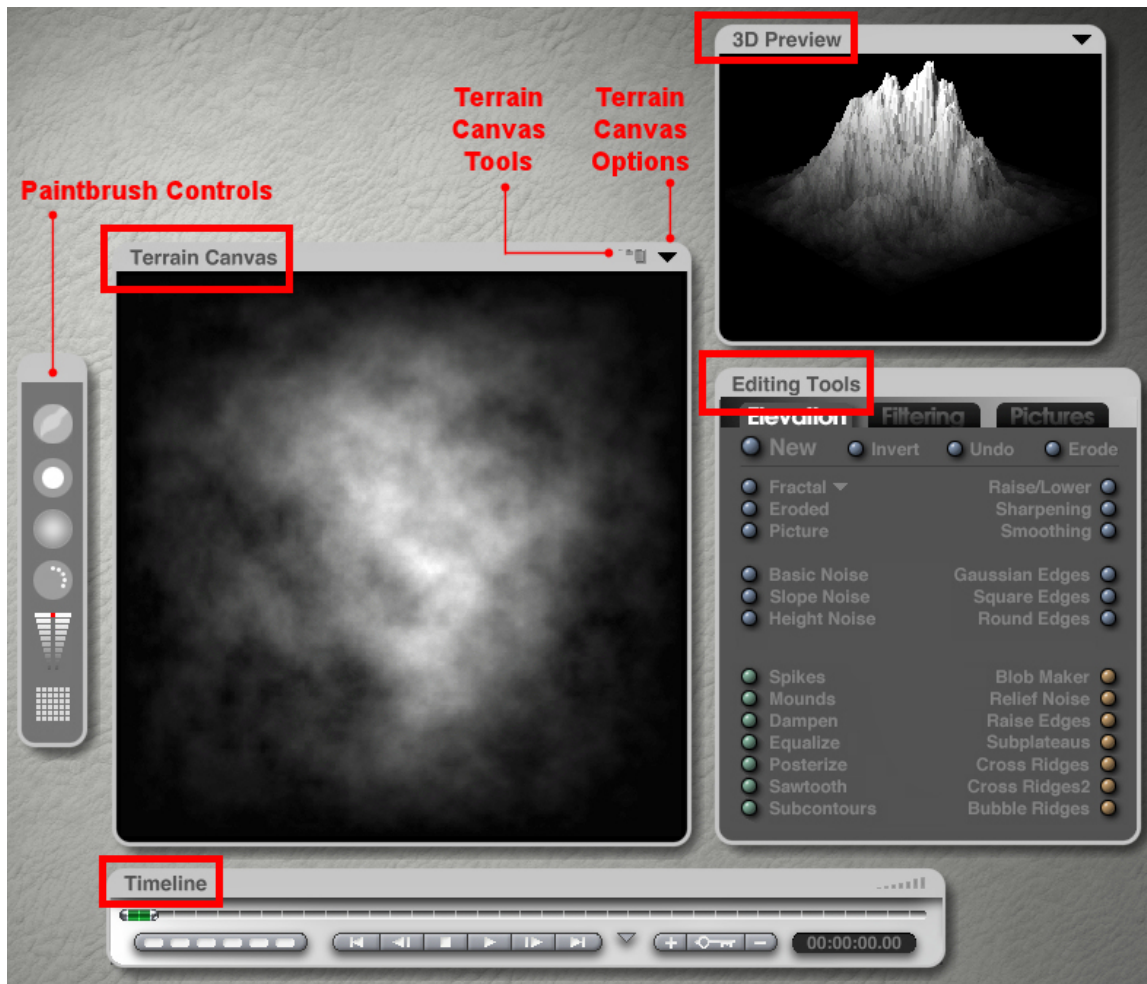 3D Preview
Terrain
Canvas
Tools
Terrain
Canvas
Options
Paintbrush Controls
Terrain Canvas
Editing Tools
Elevation Filtering Pictures
New Invert Undo Erode
Fractal Raise/Lower
Eroded Sharpening
Picture Smoothing
Basic Noise Gaussian Edges
Slope Noise Square Edges
Height Noise Round Edges
Spikes Blob Maker
Mounds Relief Noise
Dampen Raise Edges
Equalize Subplateaus
Posterize Cross Ridges
Sawtooth Cross Ridges2
Subcontours Bubble Ridges
Timeline
00:00:00.00